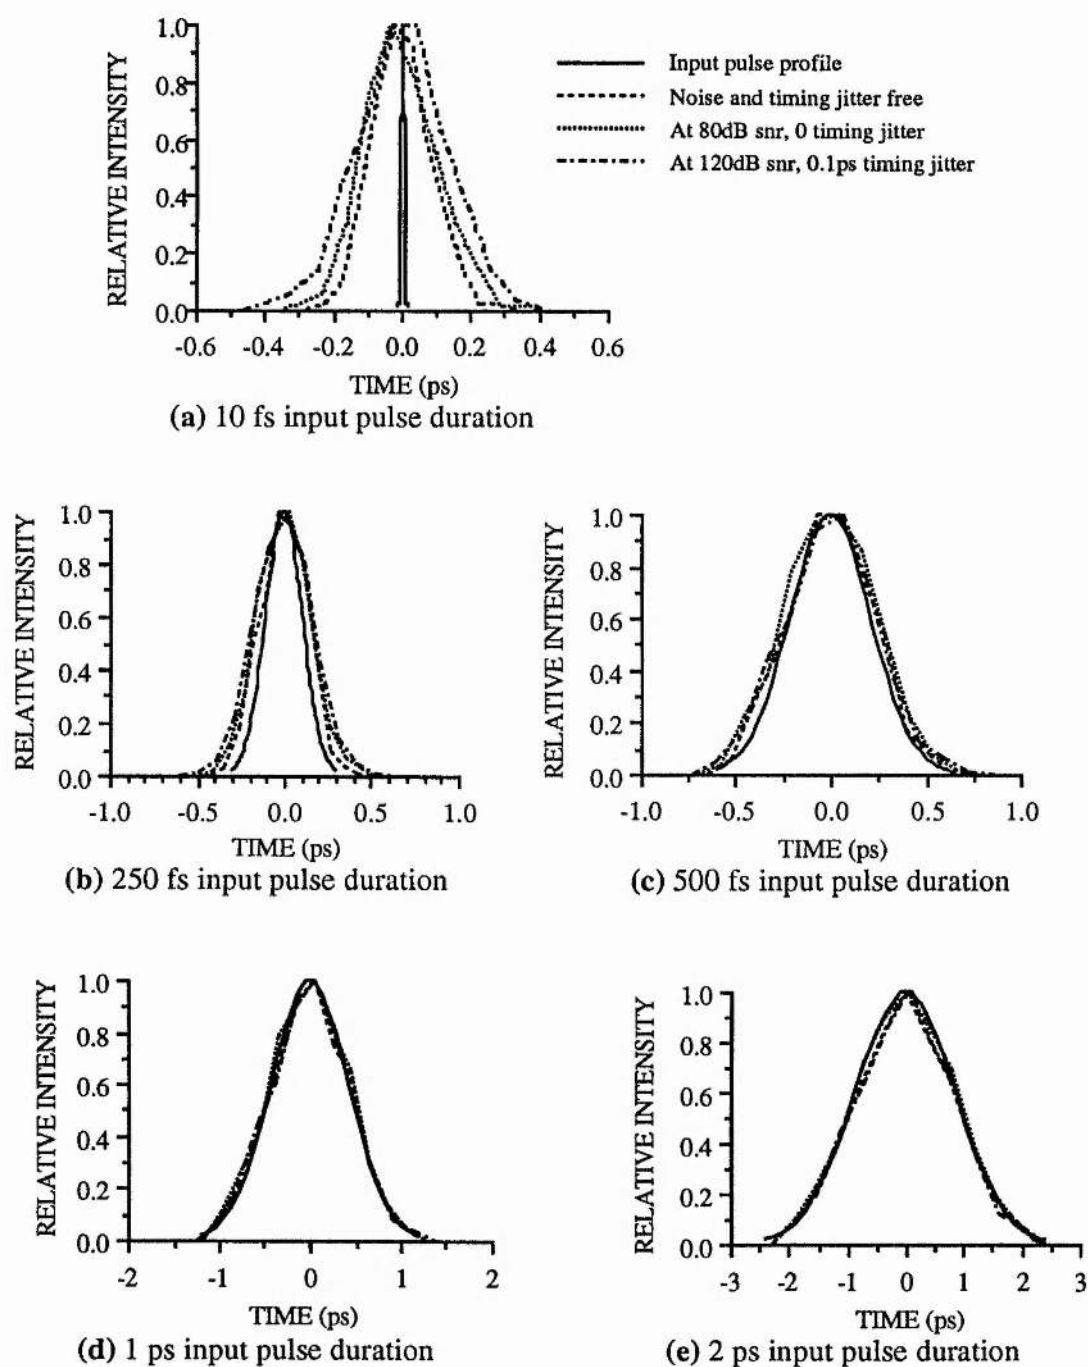 1.0
0.8
0.6
0.4
0.2
0.0
RELATIVE INTENSITY
-0.6 -0.4 -0.2 0.0 0.2 0.4 0.6
TIME (ps)
Input pulse profile
Noise and timing jitter free
At 80dB snr, 0 timing jitter
At 120dB snr, 0.1ps timing jitter
(a) 10 fs input pulse duration
1.0
0.8
0.6
0.4
0.2
0.0
RELATIVE INTENSITY
-1.0 -0.5 0.0 0.5 1.0
TIME (ps)
(b) 250 fs input pulse duration
1.0
0.8
0.6
0.4
0.2
0.0
RELATIVE INTENSITY
-1.0 -0.5 0.0 0.5 1.0
TIME (ps)
(c) 500 fs input pulse duration
1.0
0.8
0.6
0.4
0.2
0.0
RELATIVE INTENSITY
-2 -1 0 1 2
TIME (ps)
(d) 1 ps input pulse duration
1.0
0.8
0.6
0.4
0.2
0.0
RELATIVE INTENSITY
-3 -2 -1 0 1 2 3
TIME (ps)
(e) 2 ps input pulse duration